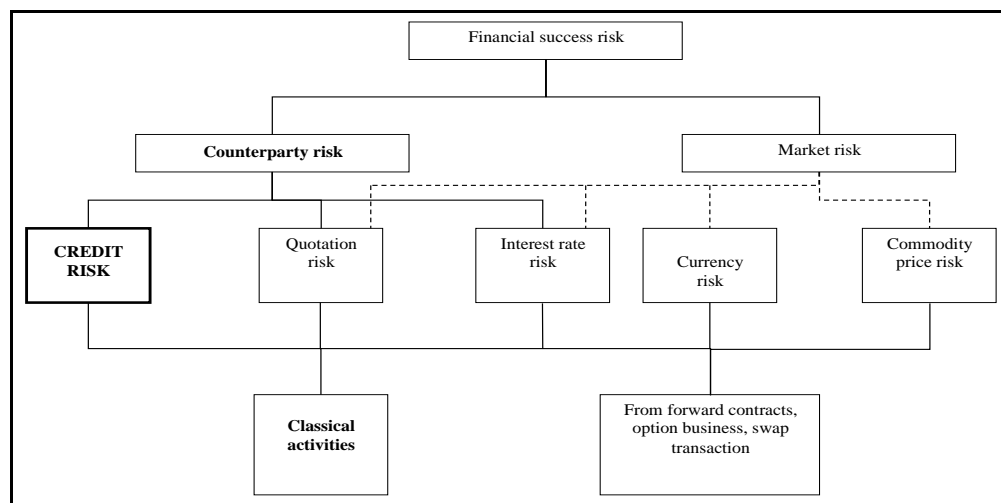 Financial success risk
Counterparty risk
Market risk
CREDIT
RISK
Quotation
risk
Interest rate
risk
Currency
risk
Commodity
price risk
Classical
activities
From forward contracts,
option business, swap
transaction